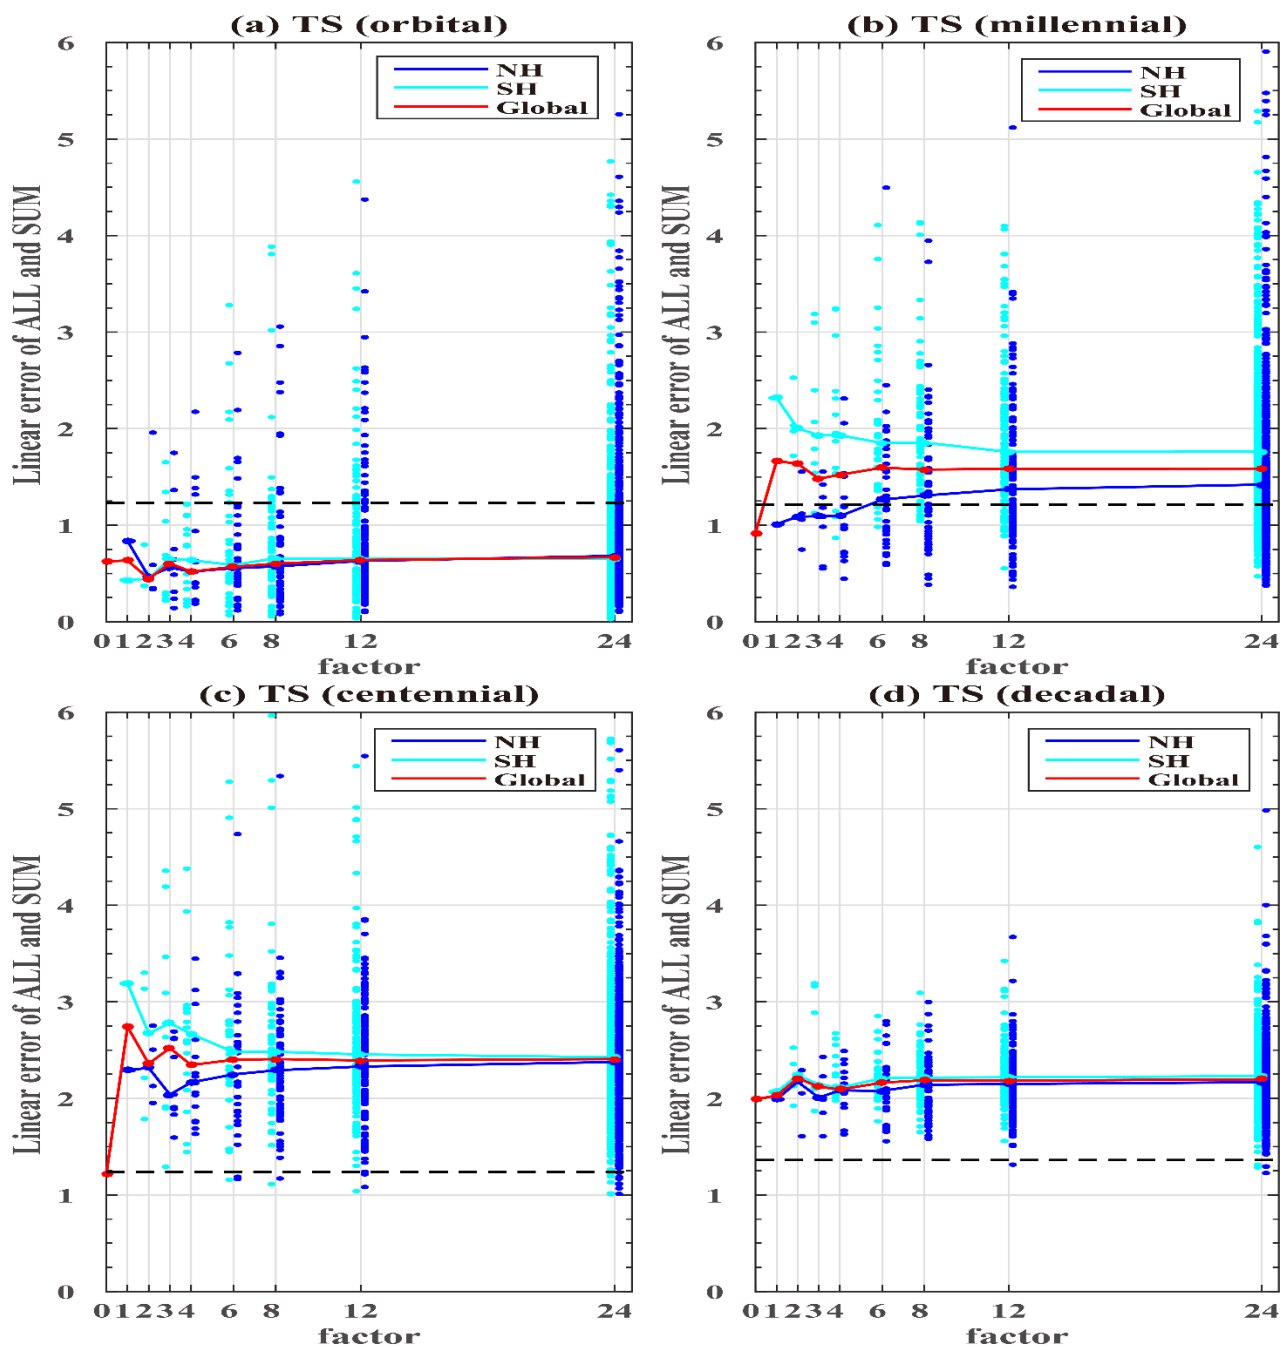 (a) TS (orbital)
6
5
4
3
2
1
0
Linear error of ALL and SUM
NH
SH
Global
0 1 2 3 4 6 8 12 24
factor
(b) TS (millennial)
6
5
4
3
2
1
0
Linear error of ALL and SUM
NH
SH
Global
0 1 2 3 4 6 8 12 24
factor
(c) TS (centennial)
6
5
4
3
2
1
0
Linear error of ALL and SUM
NH
SH
Global
0 1 2 3 4 6 8 12 24
factor
(d) TS (decadal)
6
5
4
3
2
1
0
Linear error of ALL and SUM
NH
SH
Global
0 1 2 3 4 6 8 12 24
factor